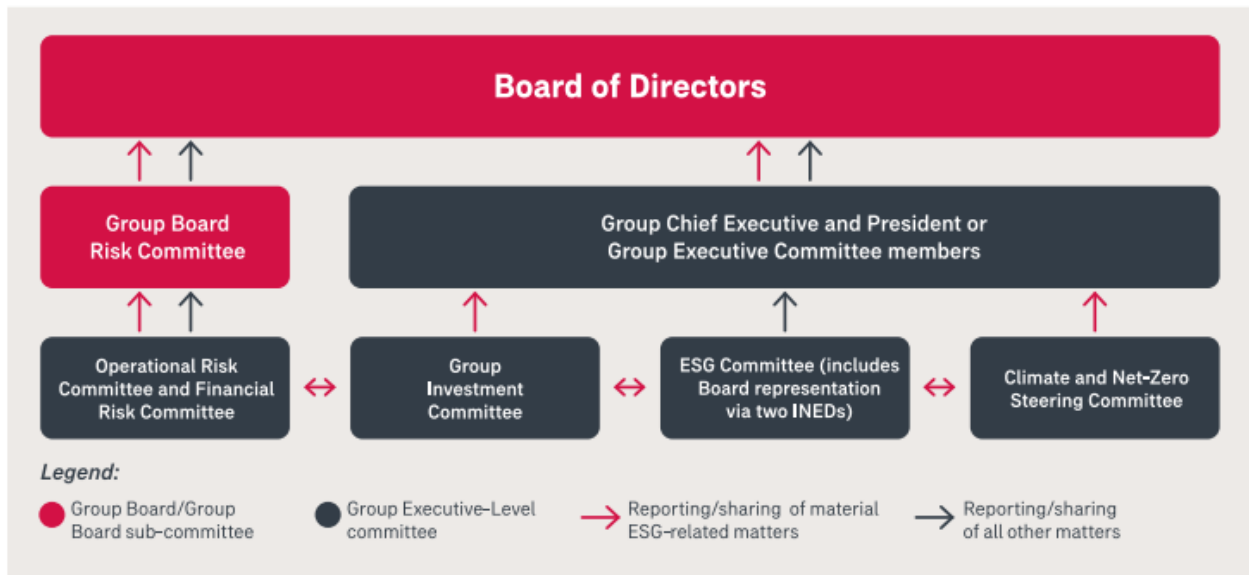 Board of Directors
Group Board
Risk Committee
Group Chief Executive and President or
Group Executive Committee members
Operational Risk
Committee and Financial
Risk Committee
Group
Investment
Committee
ESG Committee (includes
Board representation
via two INEDs)
Climate and Net-Zero
Steering Committee
Legend:
Group Board/Group
Board sub-committee
Group Executive-Level
committee
Reporting/sharing of material
ESG-related matters
Reporting/sharing
of all other matters